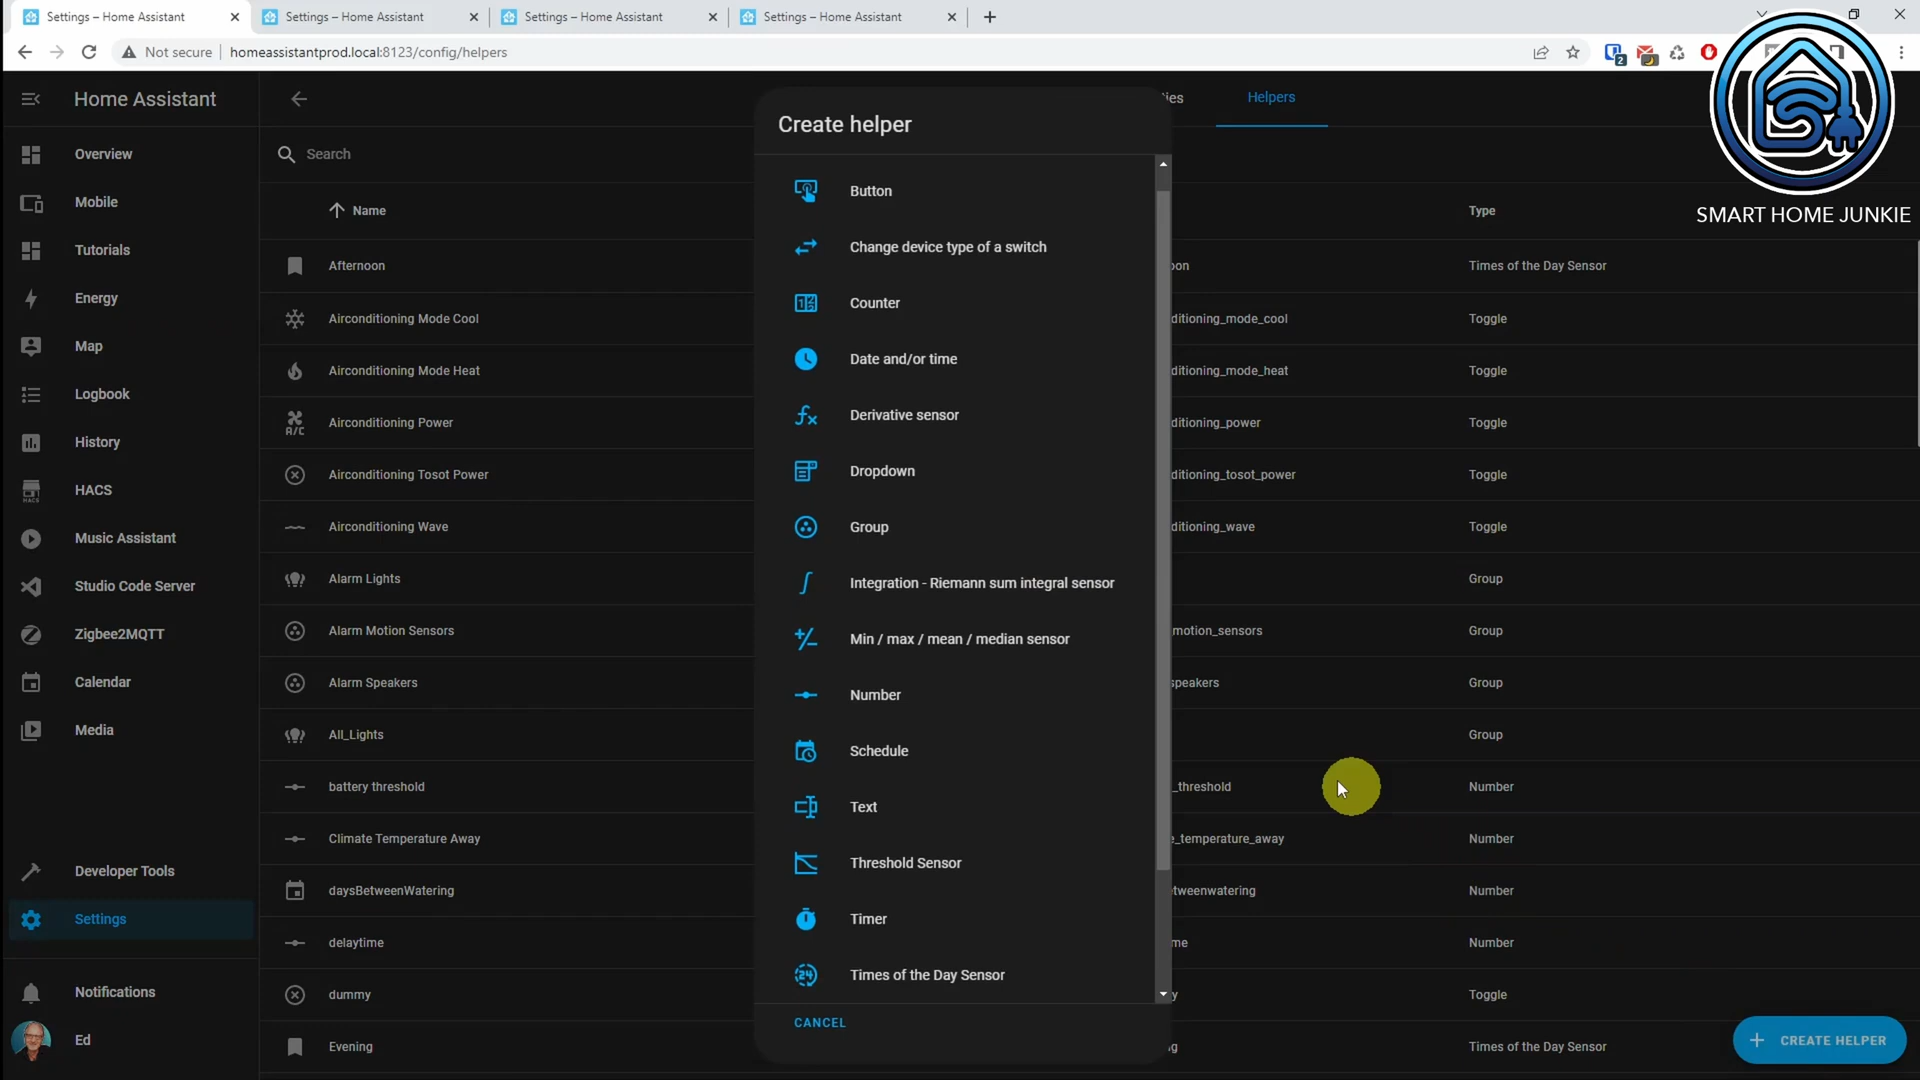 Settings – Home Assistant
Settings – Home Assistant
Settings – Home Assistant
Settings – Home Assistant
Not secure
homeassistantprod.local:8123/config/helpers
2
SMART HOME JUNKIE
Home Assistant
Overview
Mobile
Tutorials
Energy
Map
Logbook
History
HACS
HACS
Music Assistant
Studio Code Server
Zigbee2MQTT
Calendar
Media
Developer Tools
Settings
Notifications
Ed
ies
Helpers
Search
Name
Type
Afternoon
oon
Times of the Day Sensor
Airconditioning Mode Cool
ditioning_mode_cool
Toggle
Airconditioning Mode Heat
ditioning_mode_heat
Toggle
A/C
Airconditioning Power
ditioning_power
Toggle
Airconditioning Tosot Power
ditioning_tosot_power
Toggle
Airconditioning Wave
ditioning_wave
Toggle
Alarm Lights
Group
Alarm Motion Sensors
motion_sensors
Group
Alarm Speakers
speakers
Group
All_Lights
Group
battery threshold
_threshold
Number
Climate Temperature Away
e_temperature_away
Number
daysBetweenWatering
tweenwatering
Number
delaytime
me
Number
dummy
y
Toggle
Evening
g
Times of the Day Sensor
Create helper
Button
Change device type of a switch
Counter
Date and/or time
Derivative sensor
Dropdown
Group
Integration - Riemann sum integral sensor
Min / max / mean / median sensor
Number
Schedule
Text
Threshold Sensor
Timer
24
Times of the Day Sensor
CANCEL
CREATE HELPER